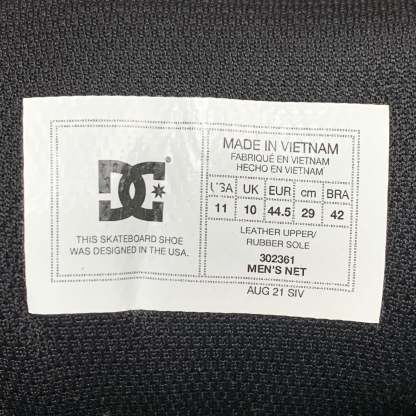 DC
THIS SKATEBOARD SHOE
WAS DESIGNED IN THE USA.
MADE IN VIETNAM
FABRIQUÉ EN VIETNAM
HECHO EN VIETNAM
USA UK EUR cm BRA
11 10 44.5 29 42
LEATHER UPPER/
RUBBER SOLE
302361
MEN'S NET
AUG 21 SIV